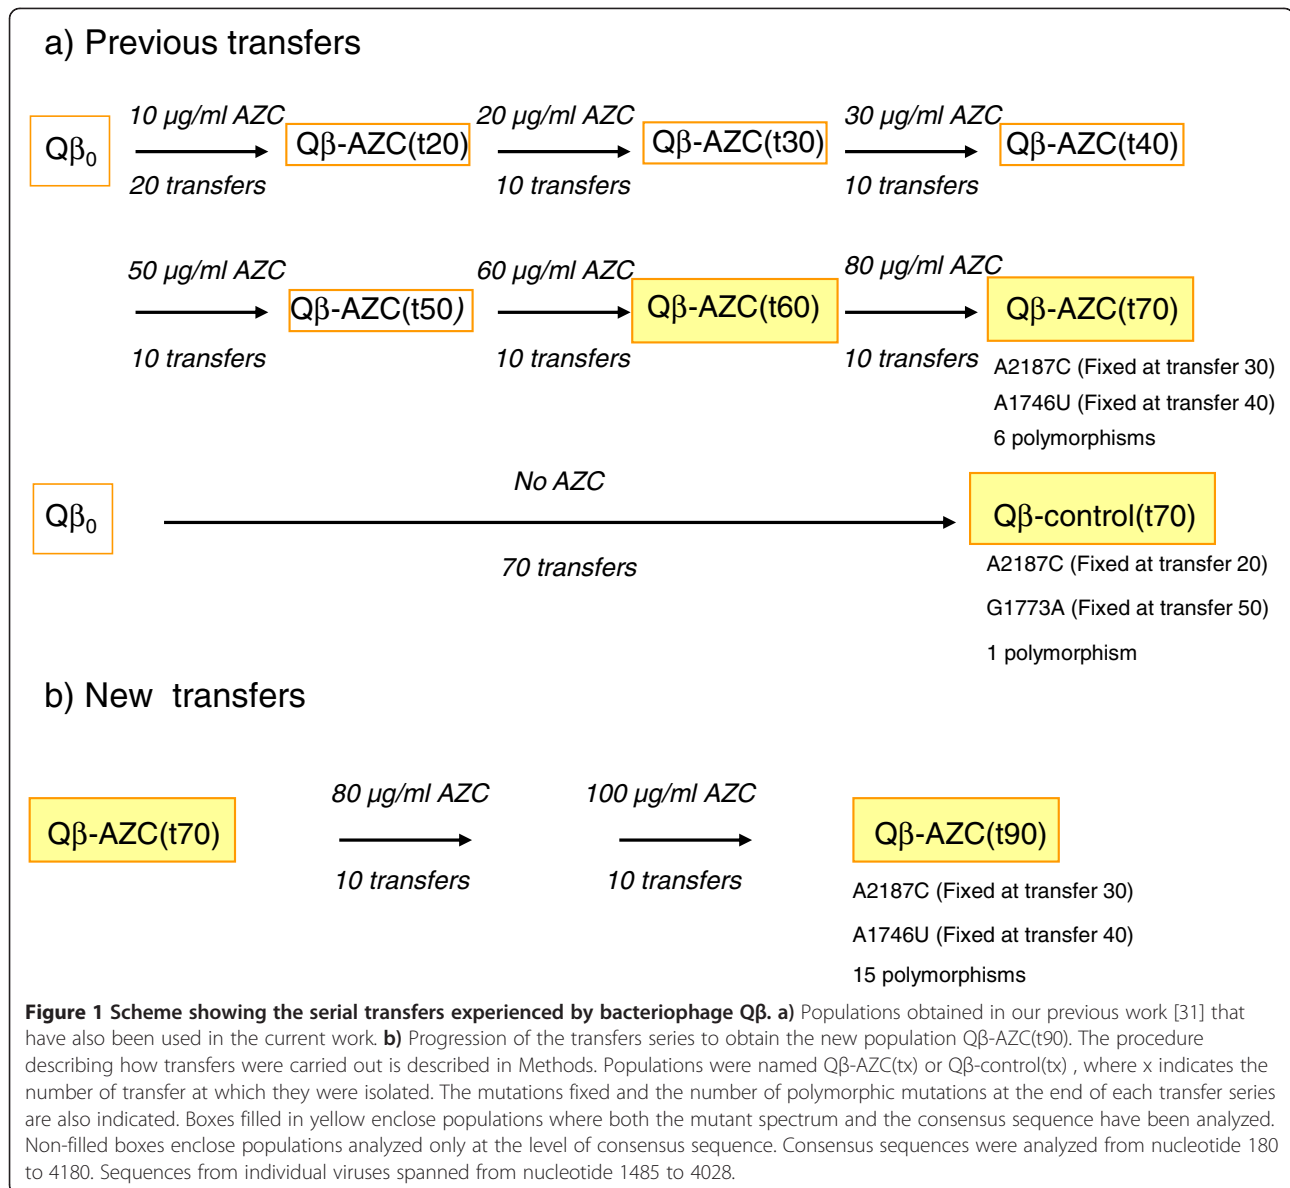 a) Previous transfers
10 µg/ml AZC
20 µg/ml AZC
30 µg/ml AZC
Qβ0
Qβ-AZC(t20)
Qβ-AZC(t30)
Qβ-AZC(t40)
20 transfers
10 transfers
10 transfers
50 µg/ml AZC
60 µg/ml AZC
80 µg/ml AZC
Qβ-AZC(t50)
Qβ-AZC(t60)
Qβ-AZC(t70)
10 transfers
10 transfers
10 transfers
A2187C (Fixed at transfer 30)
A1746U (Fixed at transfer 40)
6 polymorphisms
No AZC
Qβ0
Qβ-control(t70)
70 transfers
A2187C (Fixed at transfer 20)
G1773A (Fixed at transfer 50)
1 polymorphism
b) New transfers
80 µg/ml AZC
100 µg/ml AZC
Qβ-AZC(t70)
Qβ-AZC(t90)
10 transfers
10 transfers
A2187C (Fixed at transfer 30)
A1746U (Fixed at transfer 40)
15 polymorphisms
Figure 1 Scheme showing the serial transfers experienced by bacteriophage Qβ. a) Populations obtained in our previous work [31] that
have also been used in the current work. b) Progression of the transfers series to obtain the new population Qβ-AZC(t90). The procedure
describing how transfers were carried out is described in Methods. Populations were named Qβ-AZC(tx) or Qβ-control(tx) , where x indicates the
number of transfer at which they were isolated. The mutations fixed and the number of polymorphic mutations at the end of each transfer series
are also indicated. Boxes filled in yellow enclose populations where both the mutant spectrum and the consensus sequence have been analyzed.
Non-filled boxes enclose populations analyzed only at the level of consensus sequence. Consensus sequences were analyzed from nucleotide 180
to 4180. Sequences from individual viruses spanned from nucleotide 1485 to 4028.